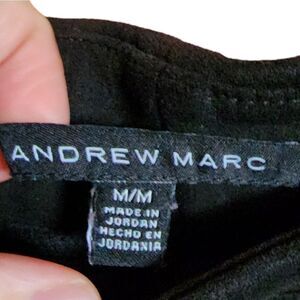 ANDREW MARC
M/M
MADE IN
JORDAN
HECHO EN
JORDANIA